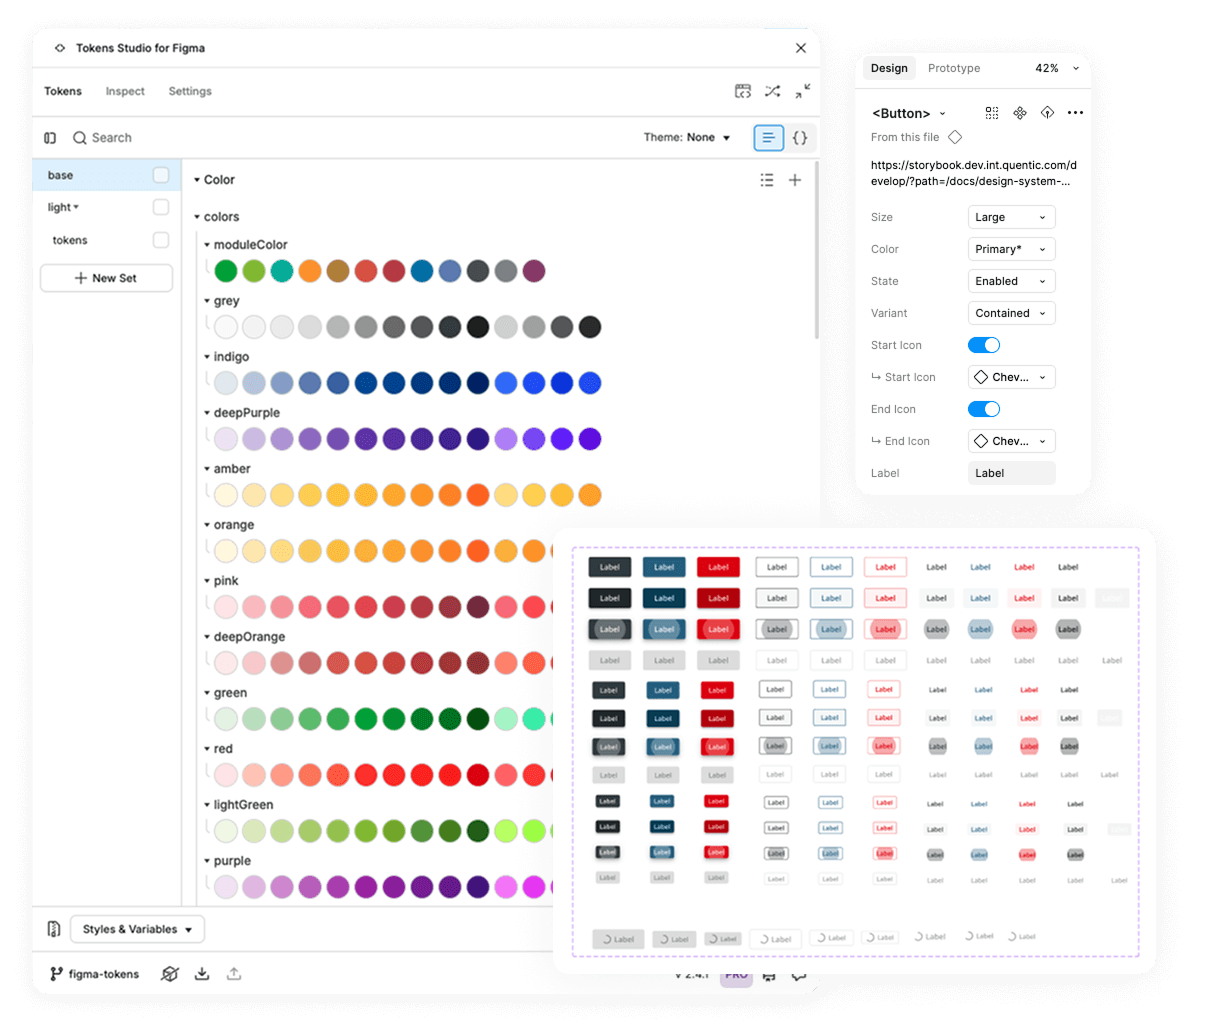 Tokens Studio for Figma
Tokens Inspect Settings
Search
Theme: None
base
light
tokens
New Set
Color
colors
moduleColor
grey
indigo
deepPurple
amber
orange
pink
deepOrange
green
red
lightGreen
purple
Styles & Variables
figma-tokens
PRO
Design Prototype 42%
<Button>
From this file
https://storybook.dev.int.quentic.com/d
evelop/?path=/docs/design-system-...
Size Large
Color Primary*
State Enabled
Variant Contained
Start Icon
↳ Start Icon Chev...
End Icon
↳ End Icon Chev...
Label Label
Label Label Label Label Label Label Label Label Label Label
Label Label Label Label Label Label Label Label Label Label
Label Label Label Label Label Label Label Label Label Label
Label Label Label Label Label Label Label Label Label Label Label
Label Label Label Label Label Label Label Label Label Label
Label Label Label Label Label Label Label Label Label Label
Label Label Label Label Label Label Label Label Label Label
Label Label Label Label Label Label Label Label Label Label Label
Label Label Label Label Label Label Label Label Label Label
Label Label Label Label Label Label Label Label Label Label
Label Label Label Label Label Label Label Label Label Label
Label Label Label Label Label Label Label Label Label Label Label
Label Label Label Label Label Label Label Label Label